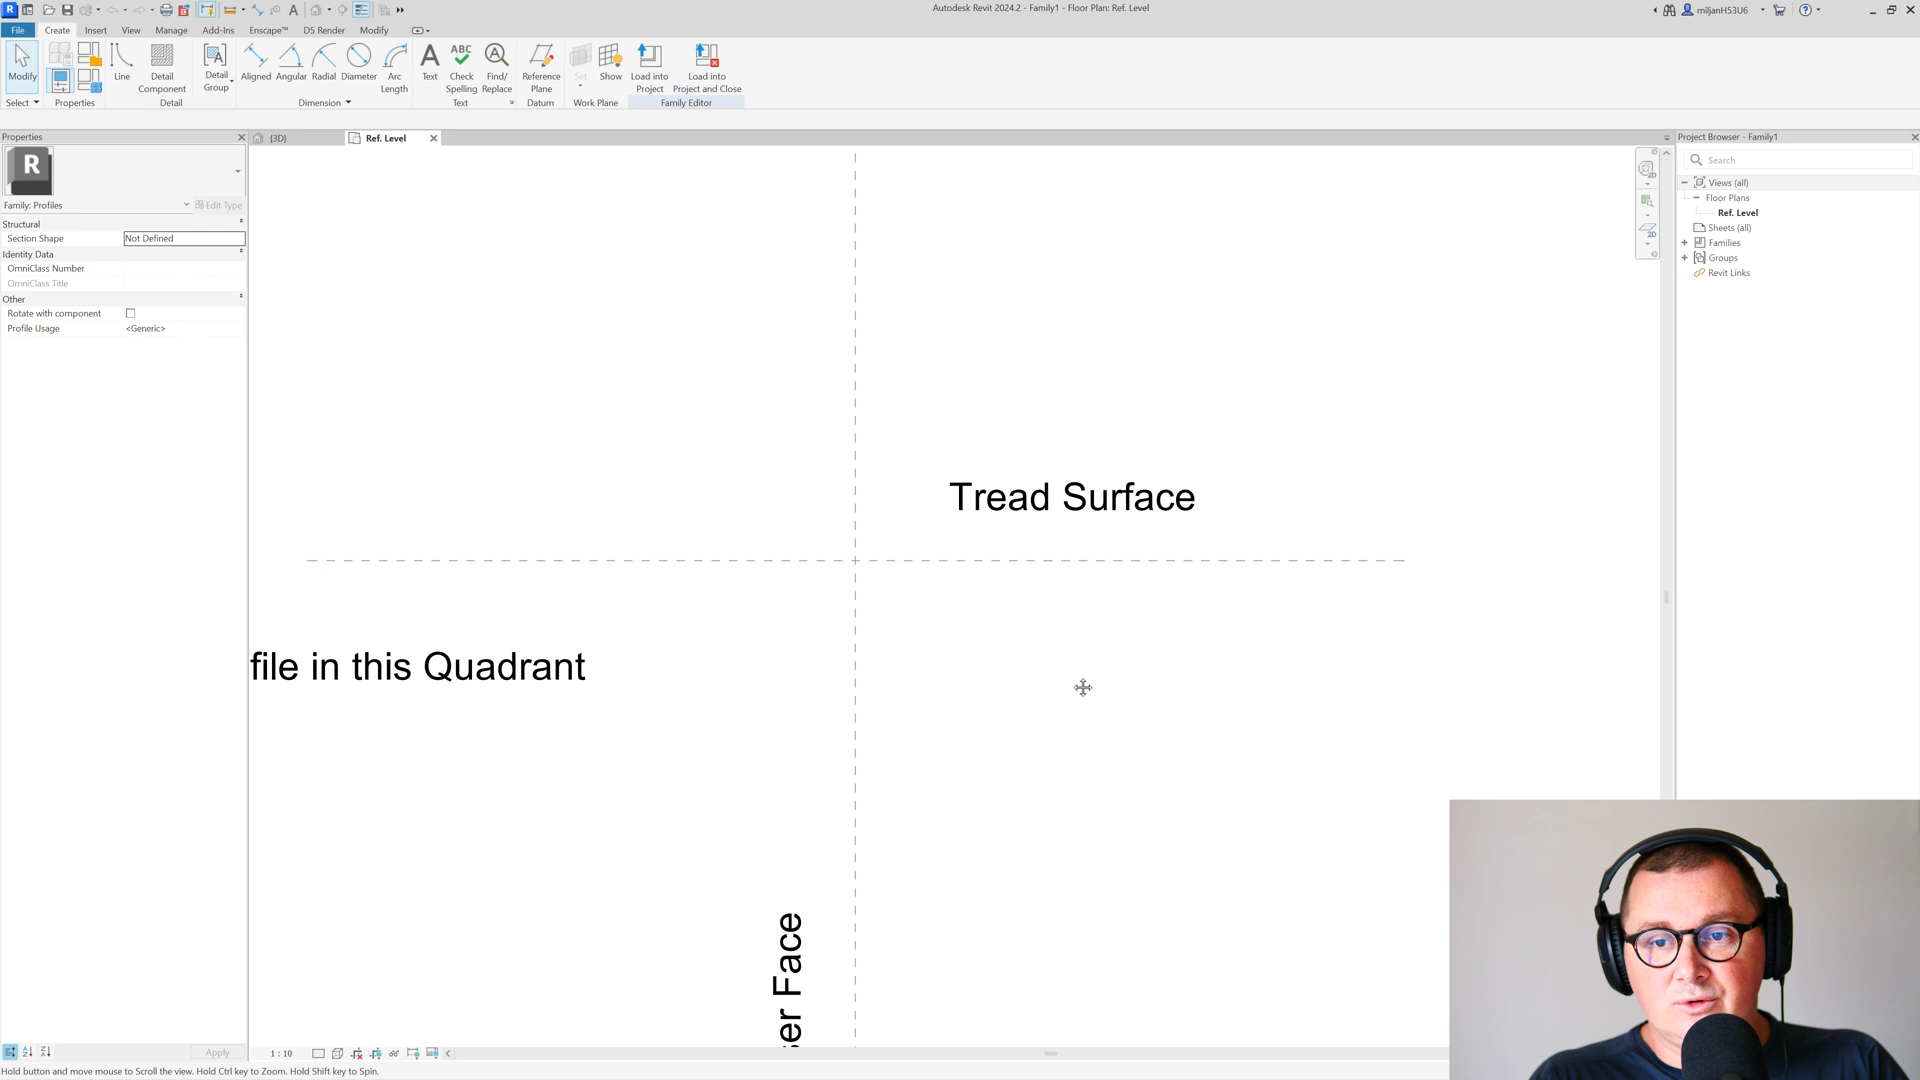 Autodesk Revit 2024.2 - Family1 - Floor Plan: Ref. Level
miljanH53U6
File Create Insert View Manage Add-Ins Enscape™ D5 Render Modify
Modify
Line
Detail Component
Detail Group
Aligned
Angular
Radial
Diameter
Arc Length
Text
ABC
Check Spelling
Find/ Replace
Reference Plane
Set
Show
Load into Project
Load into Project and Close
Select Properties Detail Dimension Text Datum Work Plane Family Editor
Properties
R
Family: Profiles
Edit Type
Structural
Section Shape Not Defined
Identity Data
OmniClass Number
OmniClass Title
Other
Rotate with component
Profile Usage <Generic>
Apply
{3D}
Ref. Level
Tread Surface
file in this Quadrant
ser Face
2D
2D
1 : 10
Project Browser - Family1
Search
Views (all)
Floor Plans
Ref. Level
Sheets (all)
Families
Groups
Revit Links
Hold button and move mouse to Scroll the view. Hold Ctrl key to Zoom. Hold Shift key to Spin.